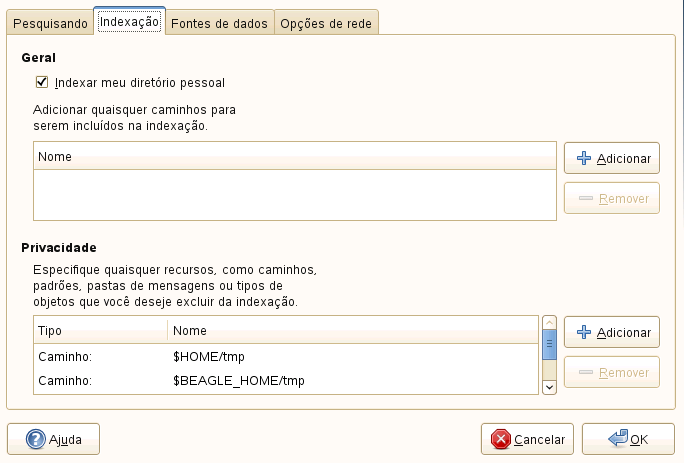 Pesquisando Indexação Fontes de dados Opções de rede
Geral
Indexar meu diretório pessoal
Adicionar quaisquer caminhos para
serem incluídos na indexação.
Nome
Adicionar
Remover
Privacidade
Especifique quaisquer recursos, como caminhos,
padrões, pastas de mensagens ou tipos de
objetos que você deseje excluir da indexação.
Tipo Nome
Adicionar
Caminho: $HOME/tmp
Remover
Caminho: $BEAGLE_HOME/tmp
Ajuda Cancelar OK